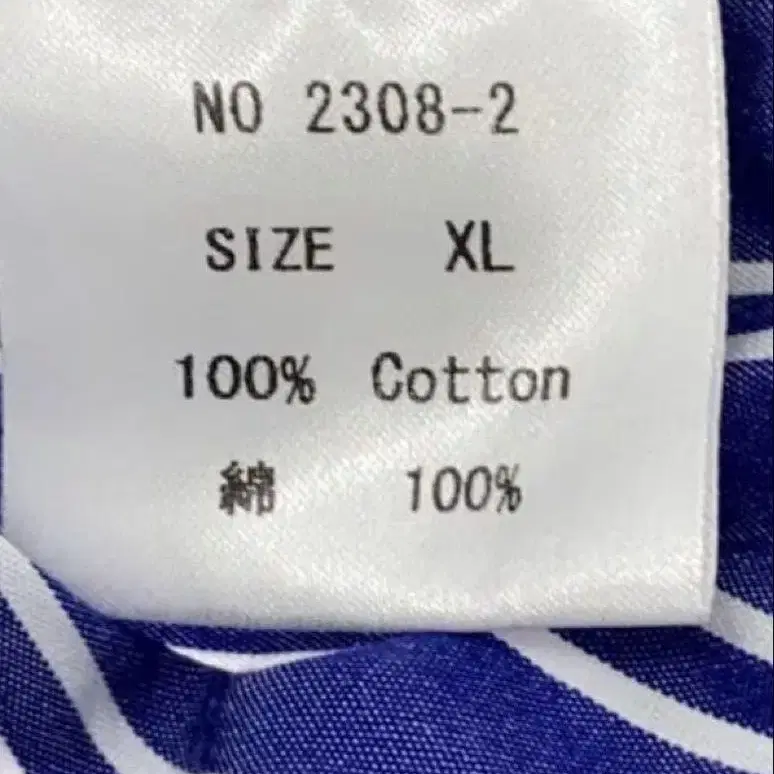 NO 2308-2
SIZE XL
100% Cotton
綿 100%